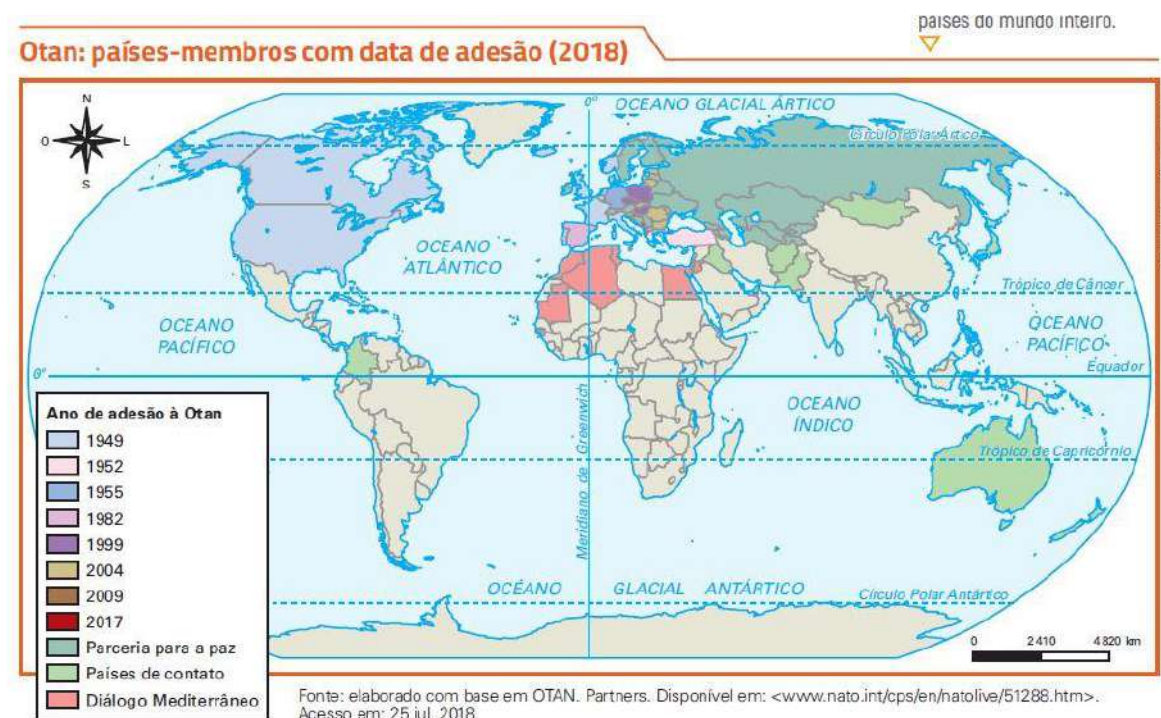 países do mundo inteiro.
Otan: países-membros com data de adesão (2018)
N
O
L
S
0°
OCEANO GLACIAL ÁRTICO
Círculo Polar Ártico
OCEANO
ATLÂNTICO
Trópico de Câncer
OCEANO
PACÍFICO
OCEANO
PACÍFICO
Equador
0°
OCEANO
ÍNDICO
Meridiano de Greenwich
Trópico de Capricórnio
OCEANO GLACIAL ANTÁRTICO
Círculo Polar Antártico
0 2 410 4 820 km
Ano de adesão à Otan
1949
1952
1955
1982
1999
2004
2009
2017
Parceria para a paz
Países de contato
Diálogo Mediterrâneo
Fonte: elaborado com base em OTAN. Partners. Disponível em: <www.nato.int/cps/en/natolive/51288.htm>.
Acesso em: 25 jul. 2018.